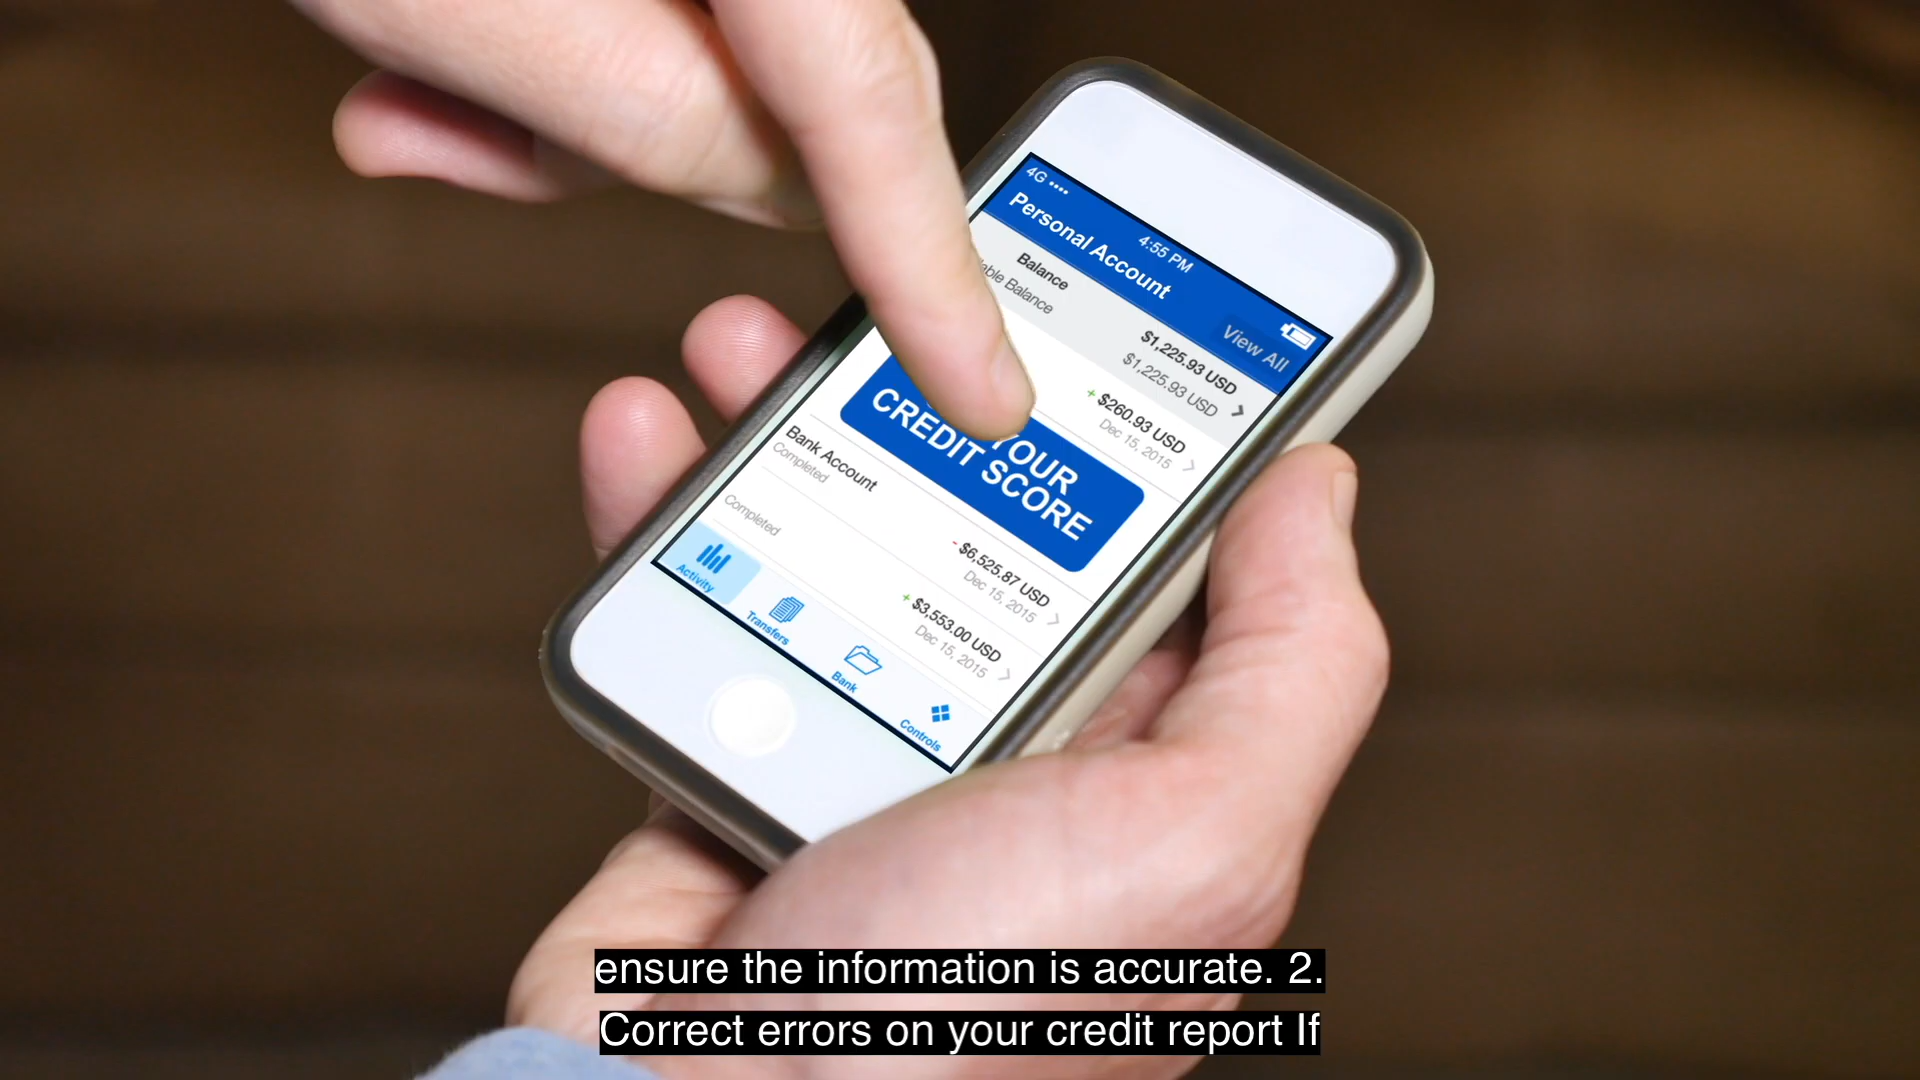 4G
4:55 PM
Personal Account
View All
Balance
$1,225.93 USD
Balance
$1,225.93 USD
+ $260.93 USD
Dec 15, 2015
YOUR
CREDIT SCORE
Bank Account
Completed
- $6,525.87 USD
Dec 15, 2015
Completed
+ $3,553.00 USD
Dec 15, 2015
Activity
Transfers
Bank
Controls
ensure the information is accurate. 2.
Correct errors on your credit report If